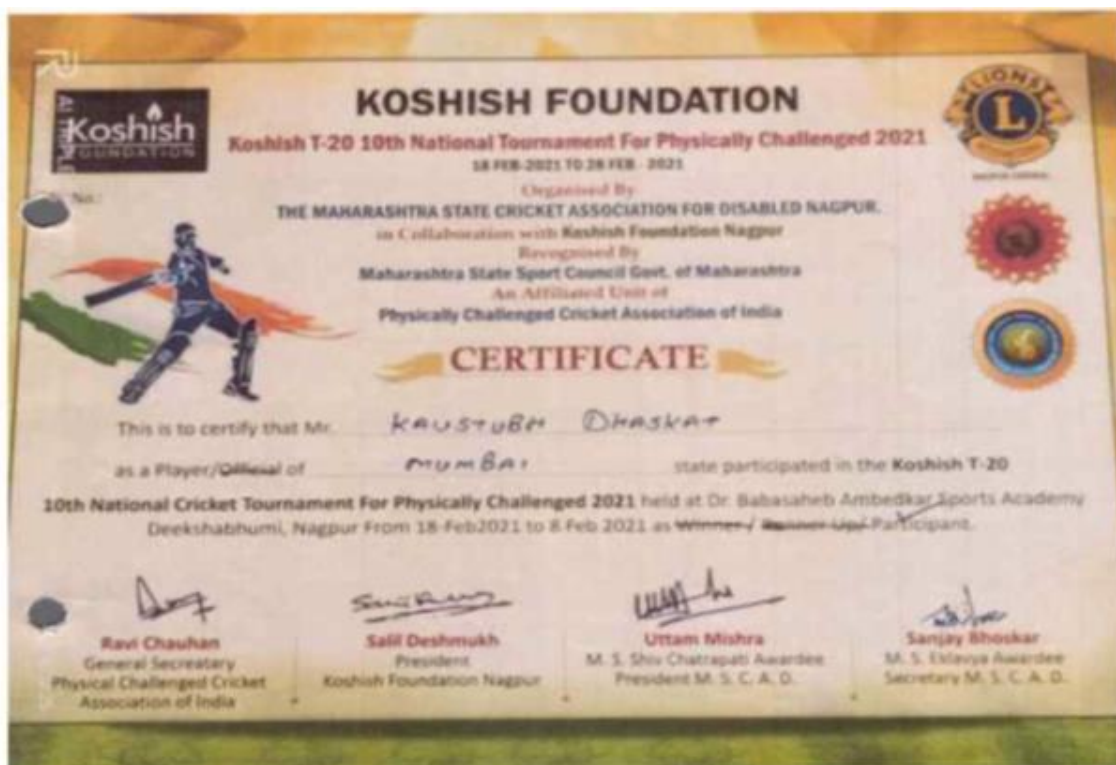 Koshish
FOUNDATION
KOSHISH FOUNDATION
LIONS
L
Koshish T-20 10th National Tournament For Physically Challenged 2021
18 FEB-2021 TO 28 FEB - 2021
No.:
Organised By
THE MAHARASHTRA STATE CRICKET ASSOCIATION FOR DISABLED NAGPUR.
in Collaboration with Koshish Foundation Nagpur
Recognised By
Maharashtra State Sport Council Govt. of Maharashtra
An Affiliated Unit of
Physically Challenged Cricket Association of India
CERTIFICATE
This is to certify that Mr. KAUSTUBH DHASKAT
as a Player/Official of MUMBAI state participated in the Koshish T-20
10th National Cricket Tournament For Physically Challenged 2021 held at Dr. Babasaheb Ambedkar Sports Academy
Deekshabhumi, Nagpur From 18-Feb2021 to 8 Feb 2021 as Winner / Runner Up/ Participant.
Ravi Chauhan
General Secreatary
Physical Challenged Cricket
Association of India
Salil Deshmukh
President
Koshish Foundation Nagpur
Uttam Mishra
M. S. Shiv Chatrapati Awardee
President M. S. C. A. D.
Sanjay Bhoskar
M. S. Eklavya Awardee
Secretary M. S. C. A. D.